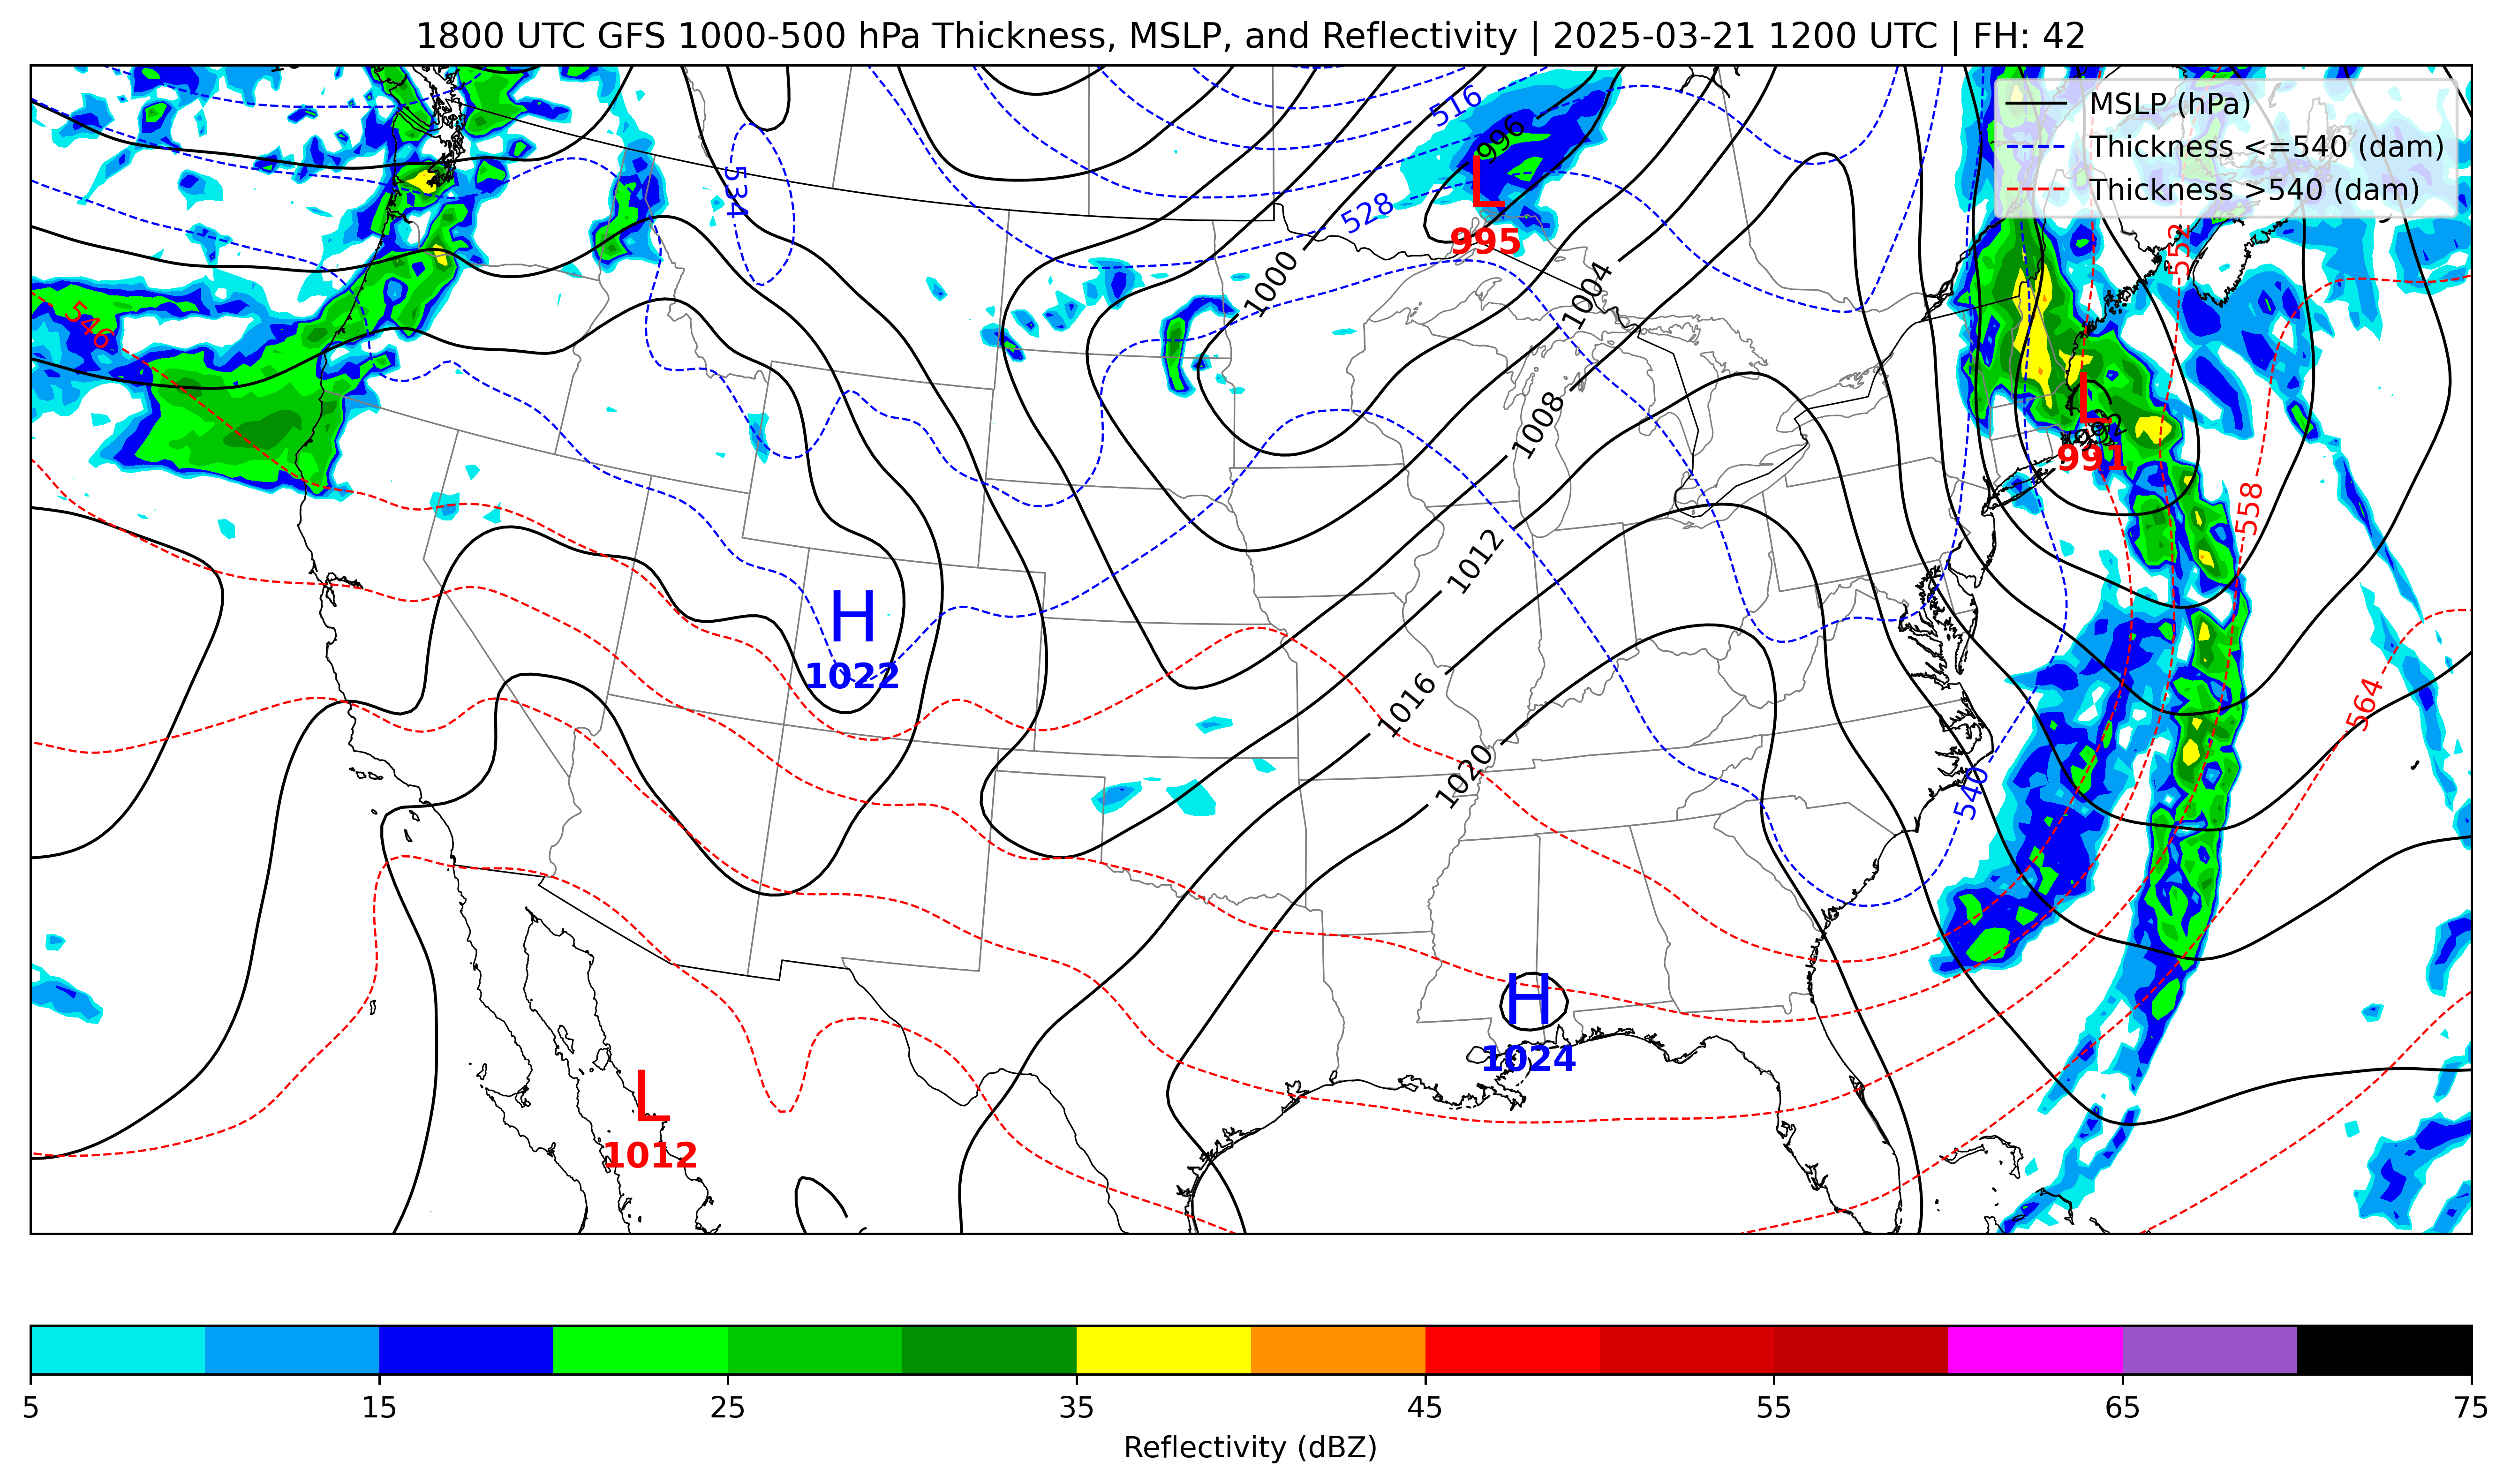 1800 UTC GFS 1000-500 hPa Thickness, MSLP, and Reflectivity | 2025-03-21 1200 UTC | FH: 42
MSLP (hPa)
Thickness <=540 (dam)
Thickness >540 (dam)
516
996
L
995
528
534
552
546
1000
1004
1008
L
992
991
558
1012
H
1022
1016
564
1020
540
H
1024
L
1012
5 15 25 35 45 55 65 75
Reflectivity (dBZ)